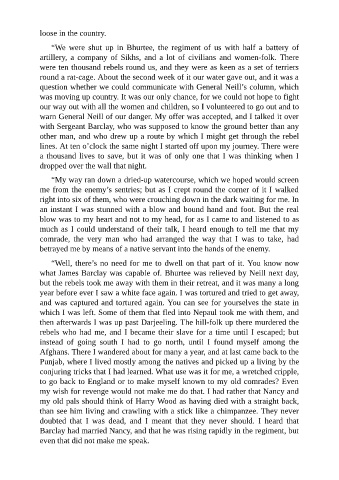 loose in the country.
“We were shut up in Bhurtee, the regiment of us with half a battery of
artillery, a company of Sikhs, and a lot of civilians and women-folk. There
were ten thousand rebels round us, and they were as keen as a set of terriers
round a rat-cage. About the second week of it our water gave out, and it was a
question whether we could communicate with General Neill’s column, which
was moving up country. It was our only chance, for we could not hope to fight
our way out with all the women and children, so I volunteered to go out and to
warn General Neill of our danger. My offer was accepted, and I talked it over
with Sergeant Barclay, who was supposed to know the ground better than any
other man, and who drew up a route by which I might get through the rebel
lines. At ten o’clock the same night I started off upon my journey. There were
a thousand lives to save, but it was of only one that I was thinking when I
dropped over the wall that night.
“My way ran down a dried-up watercourse, which we hoped would screen
me from the enemy’s sentries; but as I crept round the corner of it I walked
right into six of them, who were crouching down in the dark waiting for me. In
an instant I was stunned with a blow and bound hand and foot. But the real
blow was to my heart and not to my head, for as I came to and listened to as
much as I could understand of their talk, I heard enough to tell me that my
comrade, the very man who had arranged the way that I was to take, had
betrayed me by means of a native servant into the hands of the enemy.
“Well, there’s no need for me to dwell on that part of it. You know now
what James Barclay was capable of. Bhurtee was relieved by Neill next day,
but the rebels took me away with them in their retreat, and it was many a long
year before ever I saw a white face again. I was tortured and tried to get away,
and was captured and tortured again. You can see for yourselves the state in
which I was left. Some of them that fled into Nepaul took me with them, and
then afterwards I was up past Darjeeling. The hill-folk up there murdered the
rebels who had me, and I became their slave for a time until I escaped; but
instead of going south I had to go north, until I found myself among the
Afghans. There I wandered about for many a year, and at last came back to the
Punjab, where I lived mostly among the natives and picked up a living by the
conjuring tricks that I had learned. What use was it for me, a wretched cripple,
to go back to England or to make myself known to my old comrades? Even
my wish for revenge would not make me do that. I had rather that Nancy and
my old pals should think of Harry Wood as having died with a straight back,
than see him living and crawling with a stick like a chimpanzee. They never
doubted that I was dead, and I meant that they never should. I heard that
Barclay had married Nancy, and that he was rising rapidly in the regiment, but
even that did not make me speak.